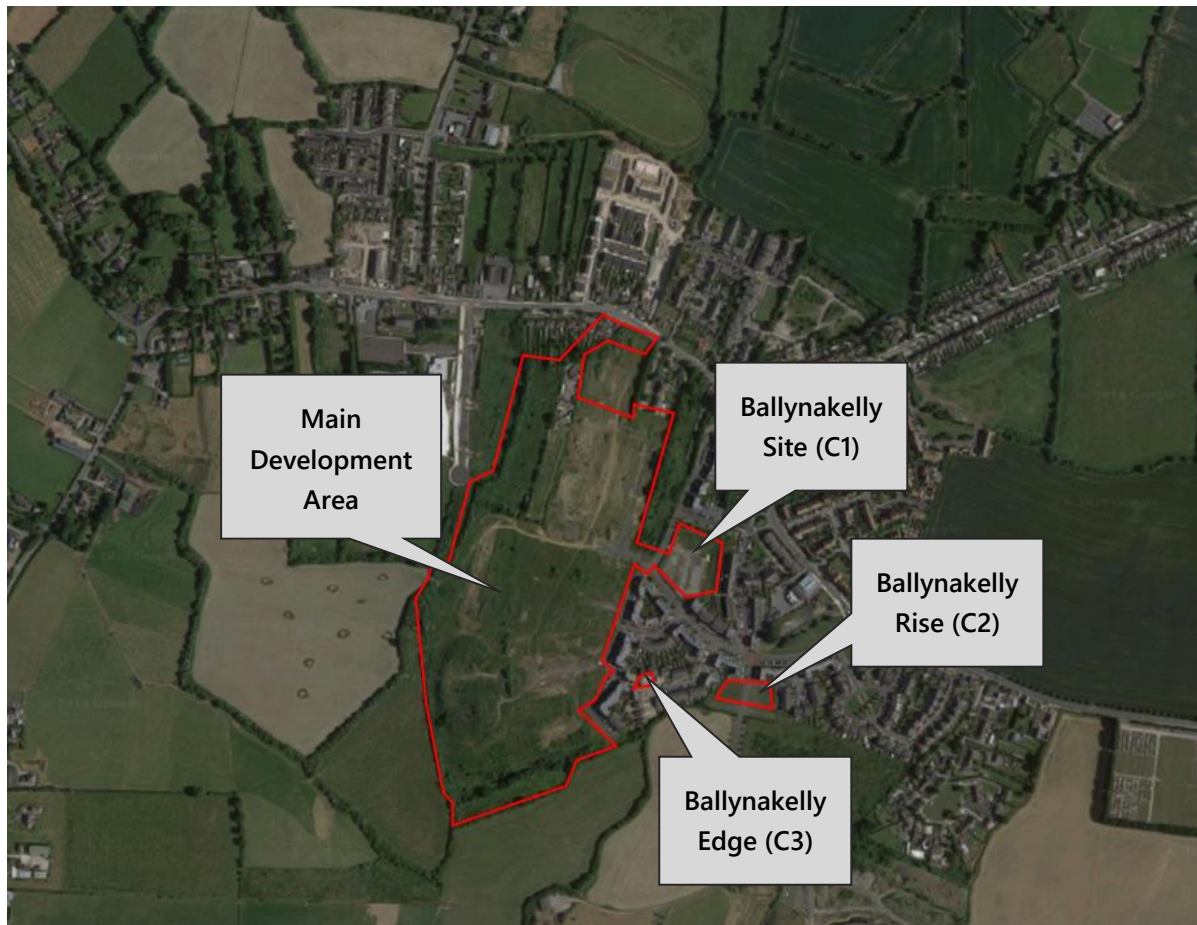 Main
Development
Area
Ballynakelly
Site (C1)
Ballynakelly
Rise (C2)
Ballynakelly
Edge (C3)